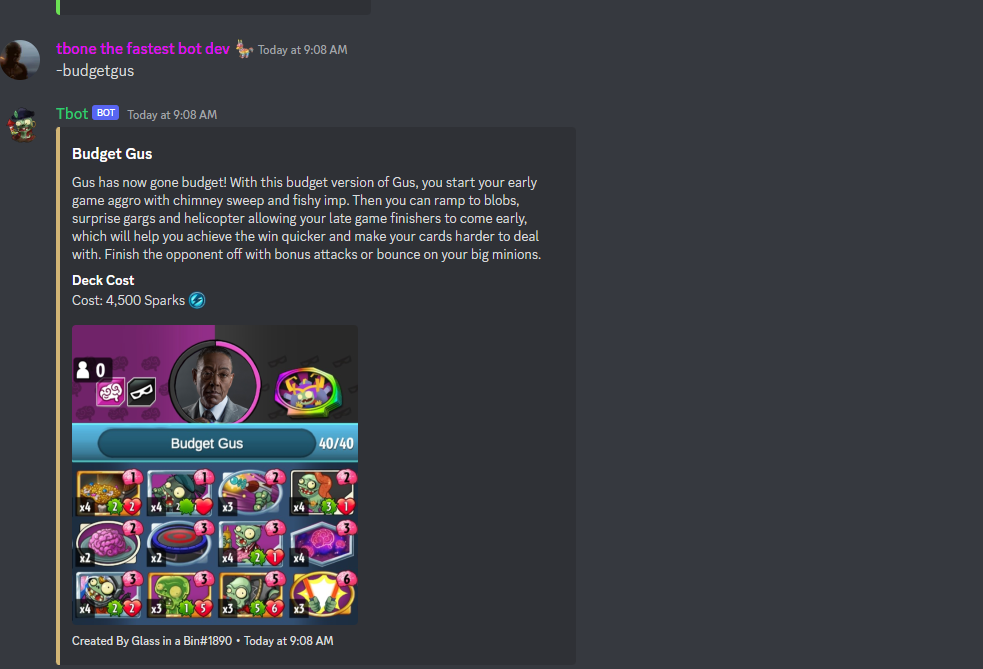 tbone the fastest bot dev Today at 9:08 AM
-budgetgus
Tbot BOT Today at 9:08 AM
Budget Gus
Gus has now gone budget! With this budget version of Gus, you start your early
game aggro with chimney sweep and fishy imp. Then you can ramp to blobs,
surprise gargs and helicopter allowing your late game finishers to come early,
which will help you achieve the win quicker and make your cards harder to deal
with. Finish the opponent off with bonus attacks or bounce on your big minions.
Deck Cost
Cost: 4,500 Sparks
0
Budget Gus 40/40
1 1 2 2
x4 2 2 x4 2 x3 x4 3 1
2 3 3 3
x2 x2 x4 2 1 x4
3 3 5 6
x4 2 2 x3 1 5 x3 5 6 x3
Created By Glass in a Bin#1890 • Today at 9:08 AM